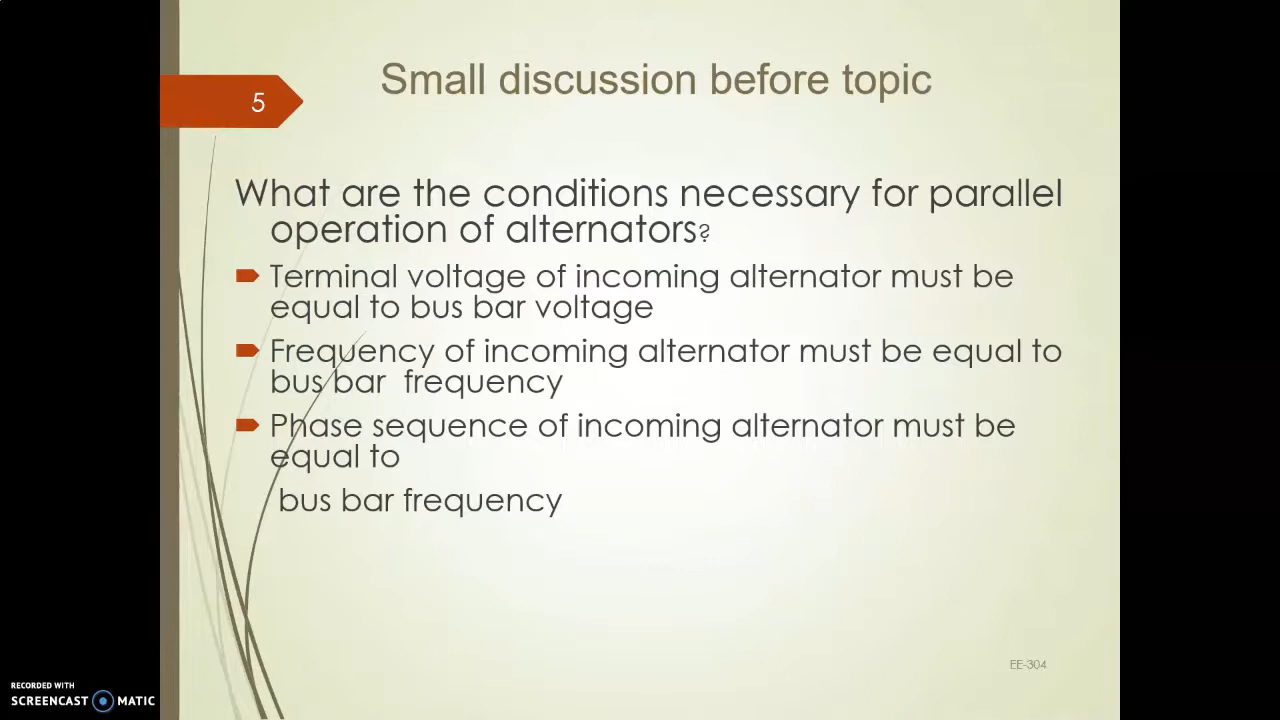 Small discussion before topic
5
What are the conditions necessary for parallel
operation of alternators?
Terminal voltage of incoming alternator must be
equal to bus bar voltage
Frequency of incoming alternator must be equal to
bus bar  frequency
Phase sequence of incoming alternator must be
equal to
bus bar frequency
EE-304
RECORDED WITH
SCREENCAST MATIC